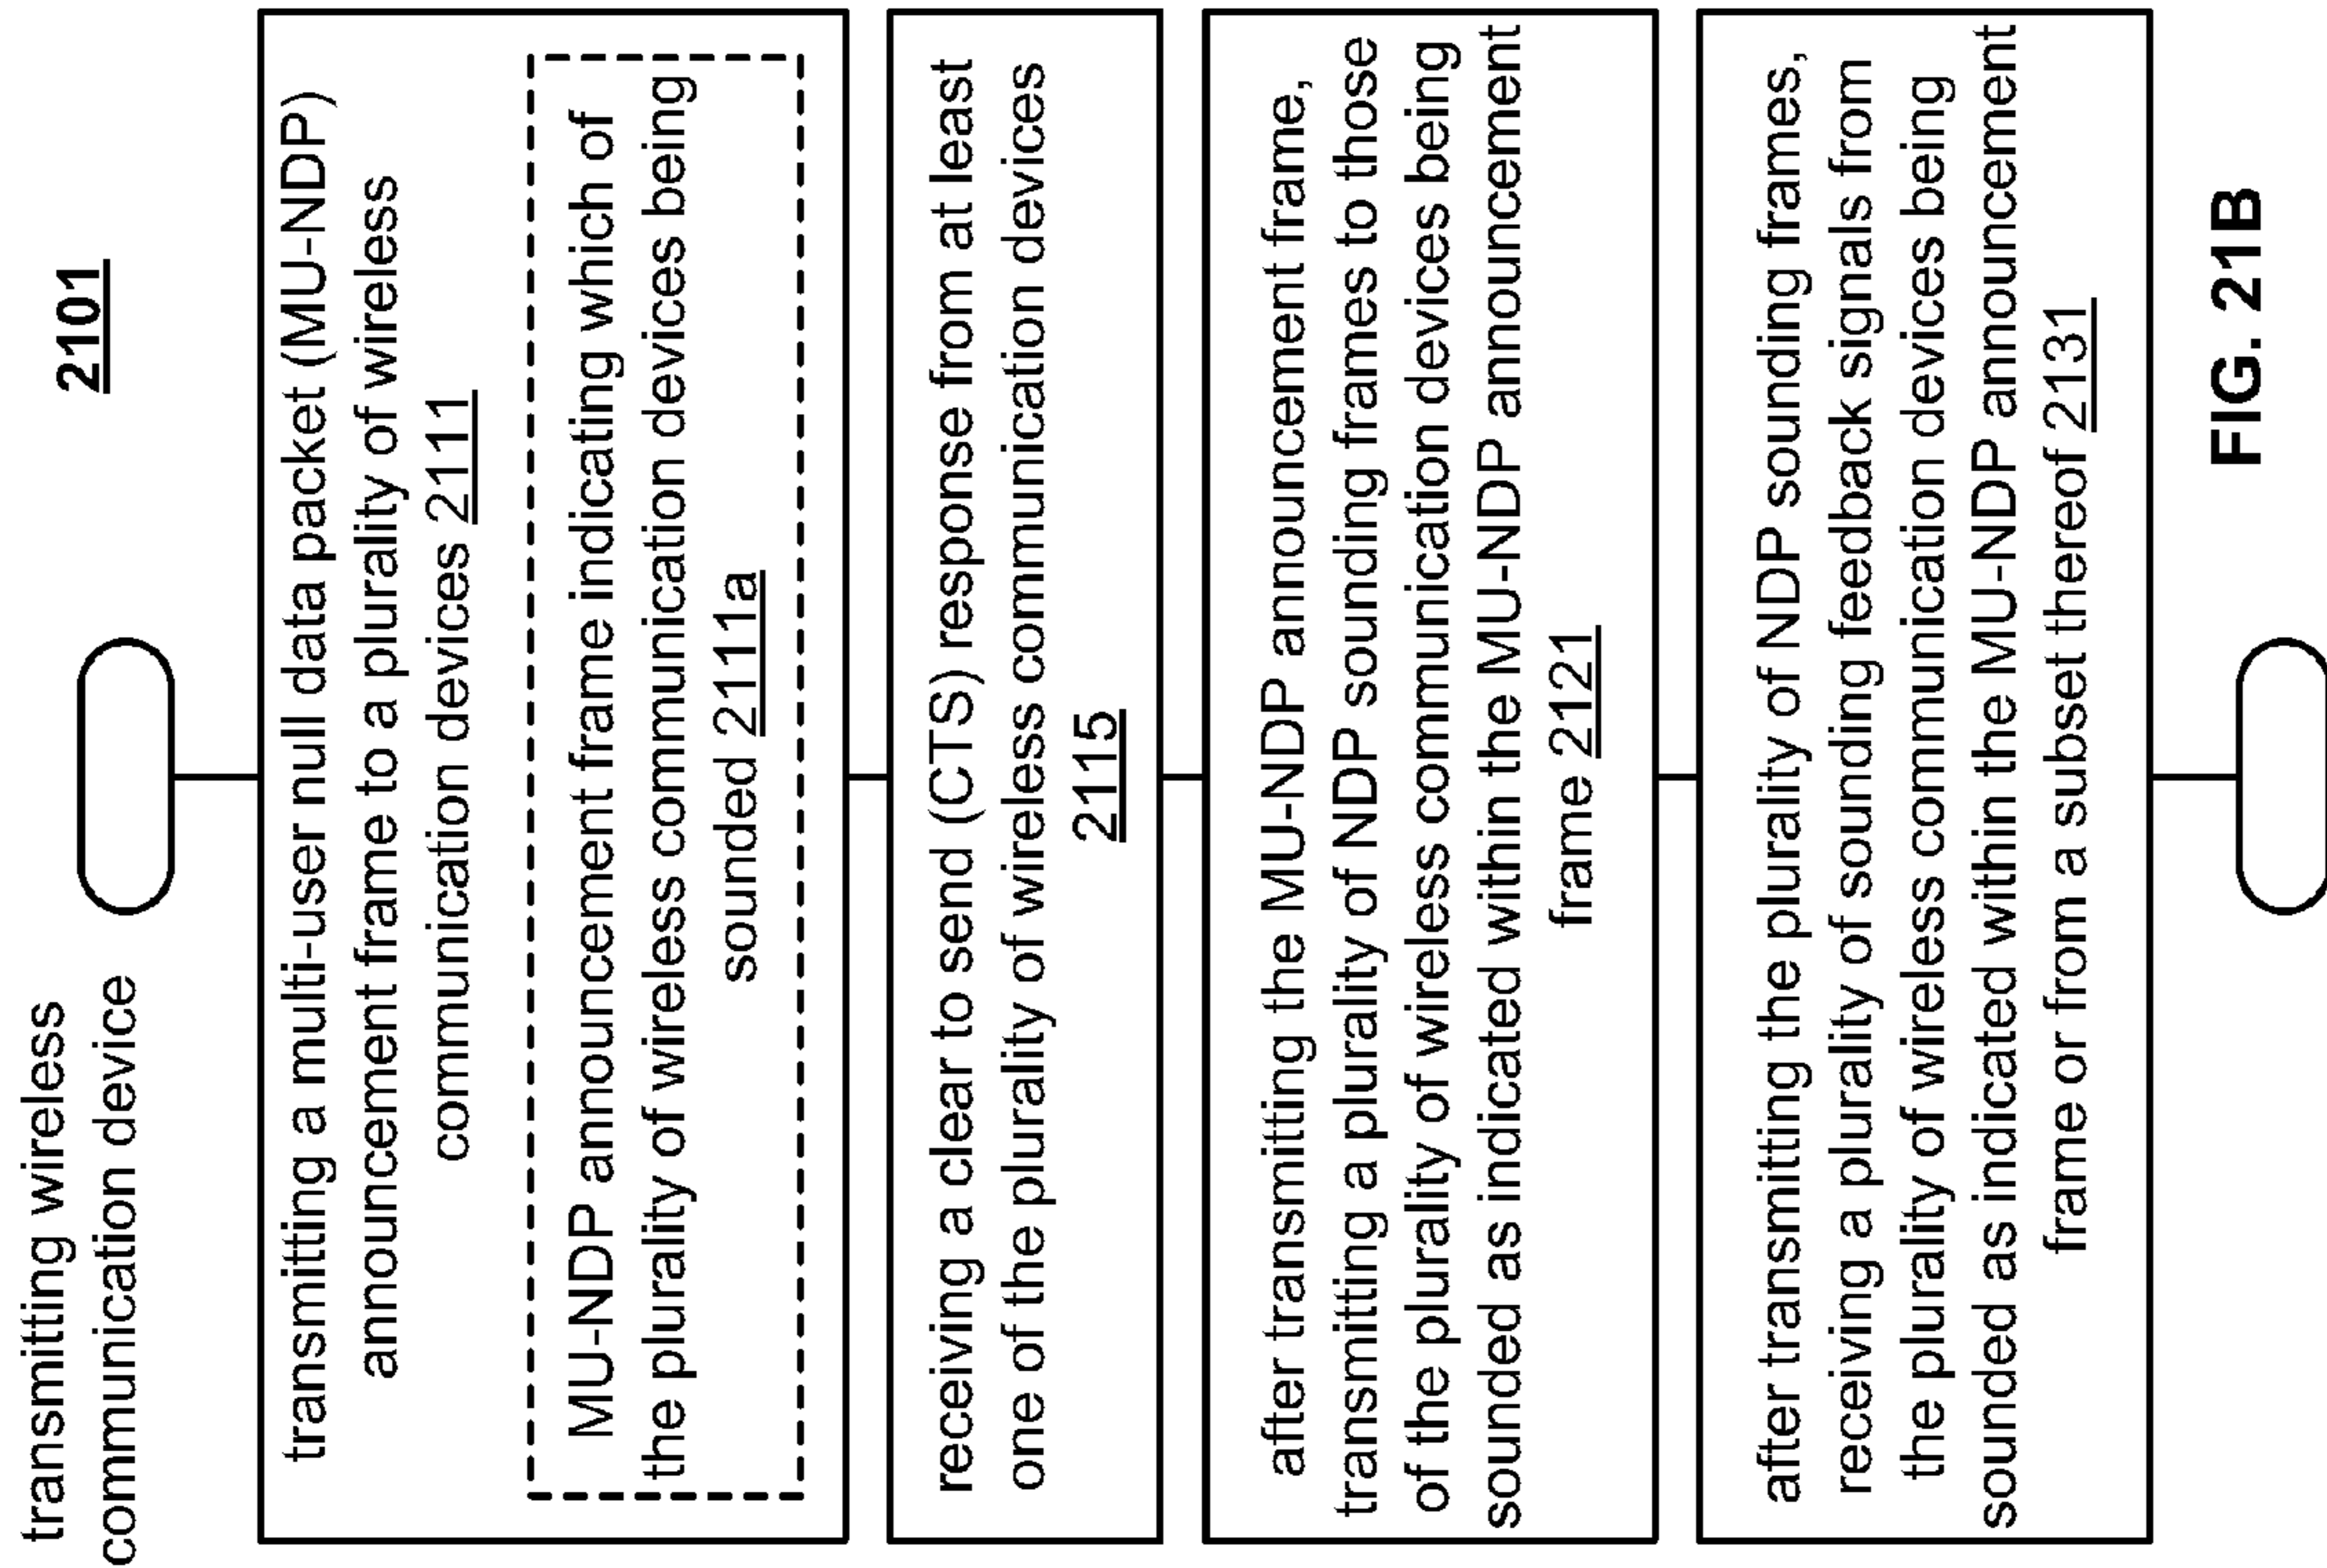 transmitting wireless
communication device
2101
transmitting a multi-user null data packet (MU-NDP)
announcement frame to a plurality of wireless
communication devices 2111
MU-NDP announcement frame indicating which of
the plurality of wireless communication devices being
sounded 2111a
receiving a clear to send (CTS) response from at least
one of the plurality of wireless communication devices
2115
after transmitting the MU-NDP announcement frame,
transmitting a plurality of NDP sounding frames to those
of the plurality of wireless communication devices being
sounded as indicated within the MU-NDP announcement
frame 2121
after transmitting the plurality of NDP sounding frames,
receiving a plurality of sounding feedback signals from
the plurality of wireless communication devices being
sounded as indicated within the MU-NDP announcement
frame or from a subset thereof 2131
FIG. 21B